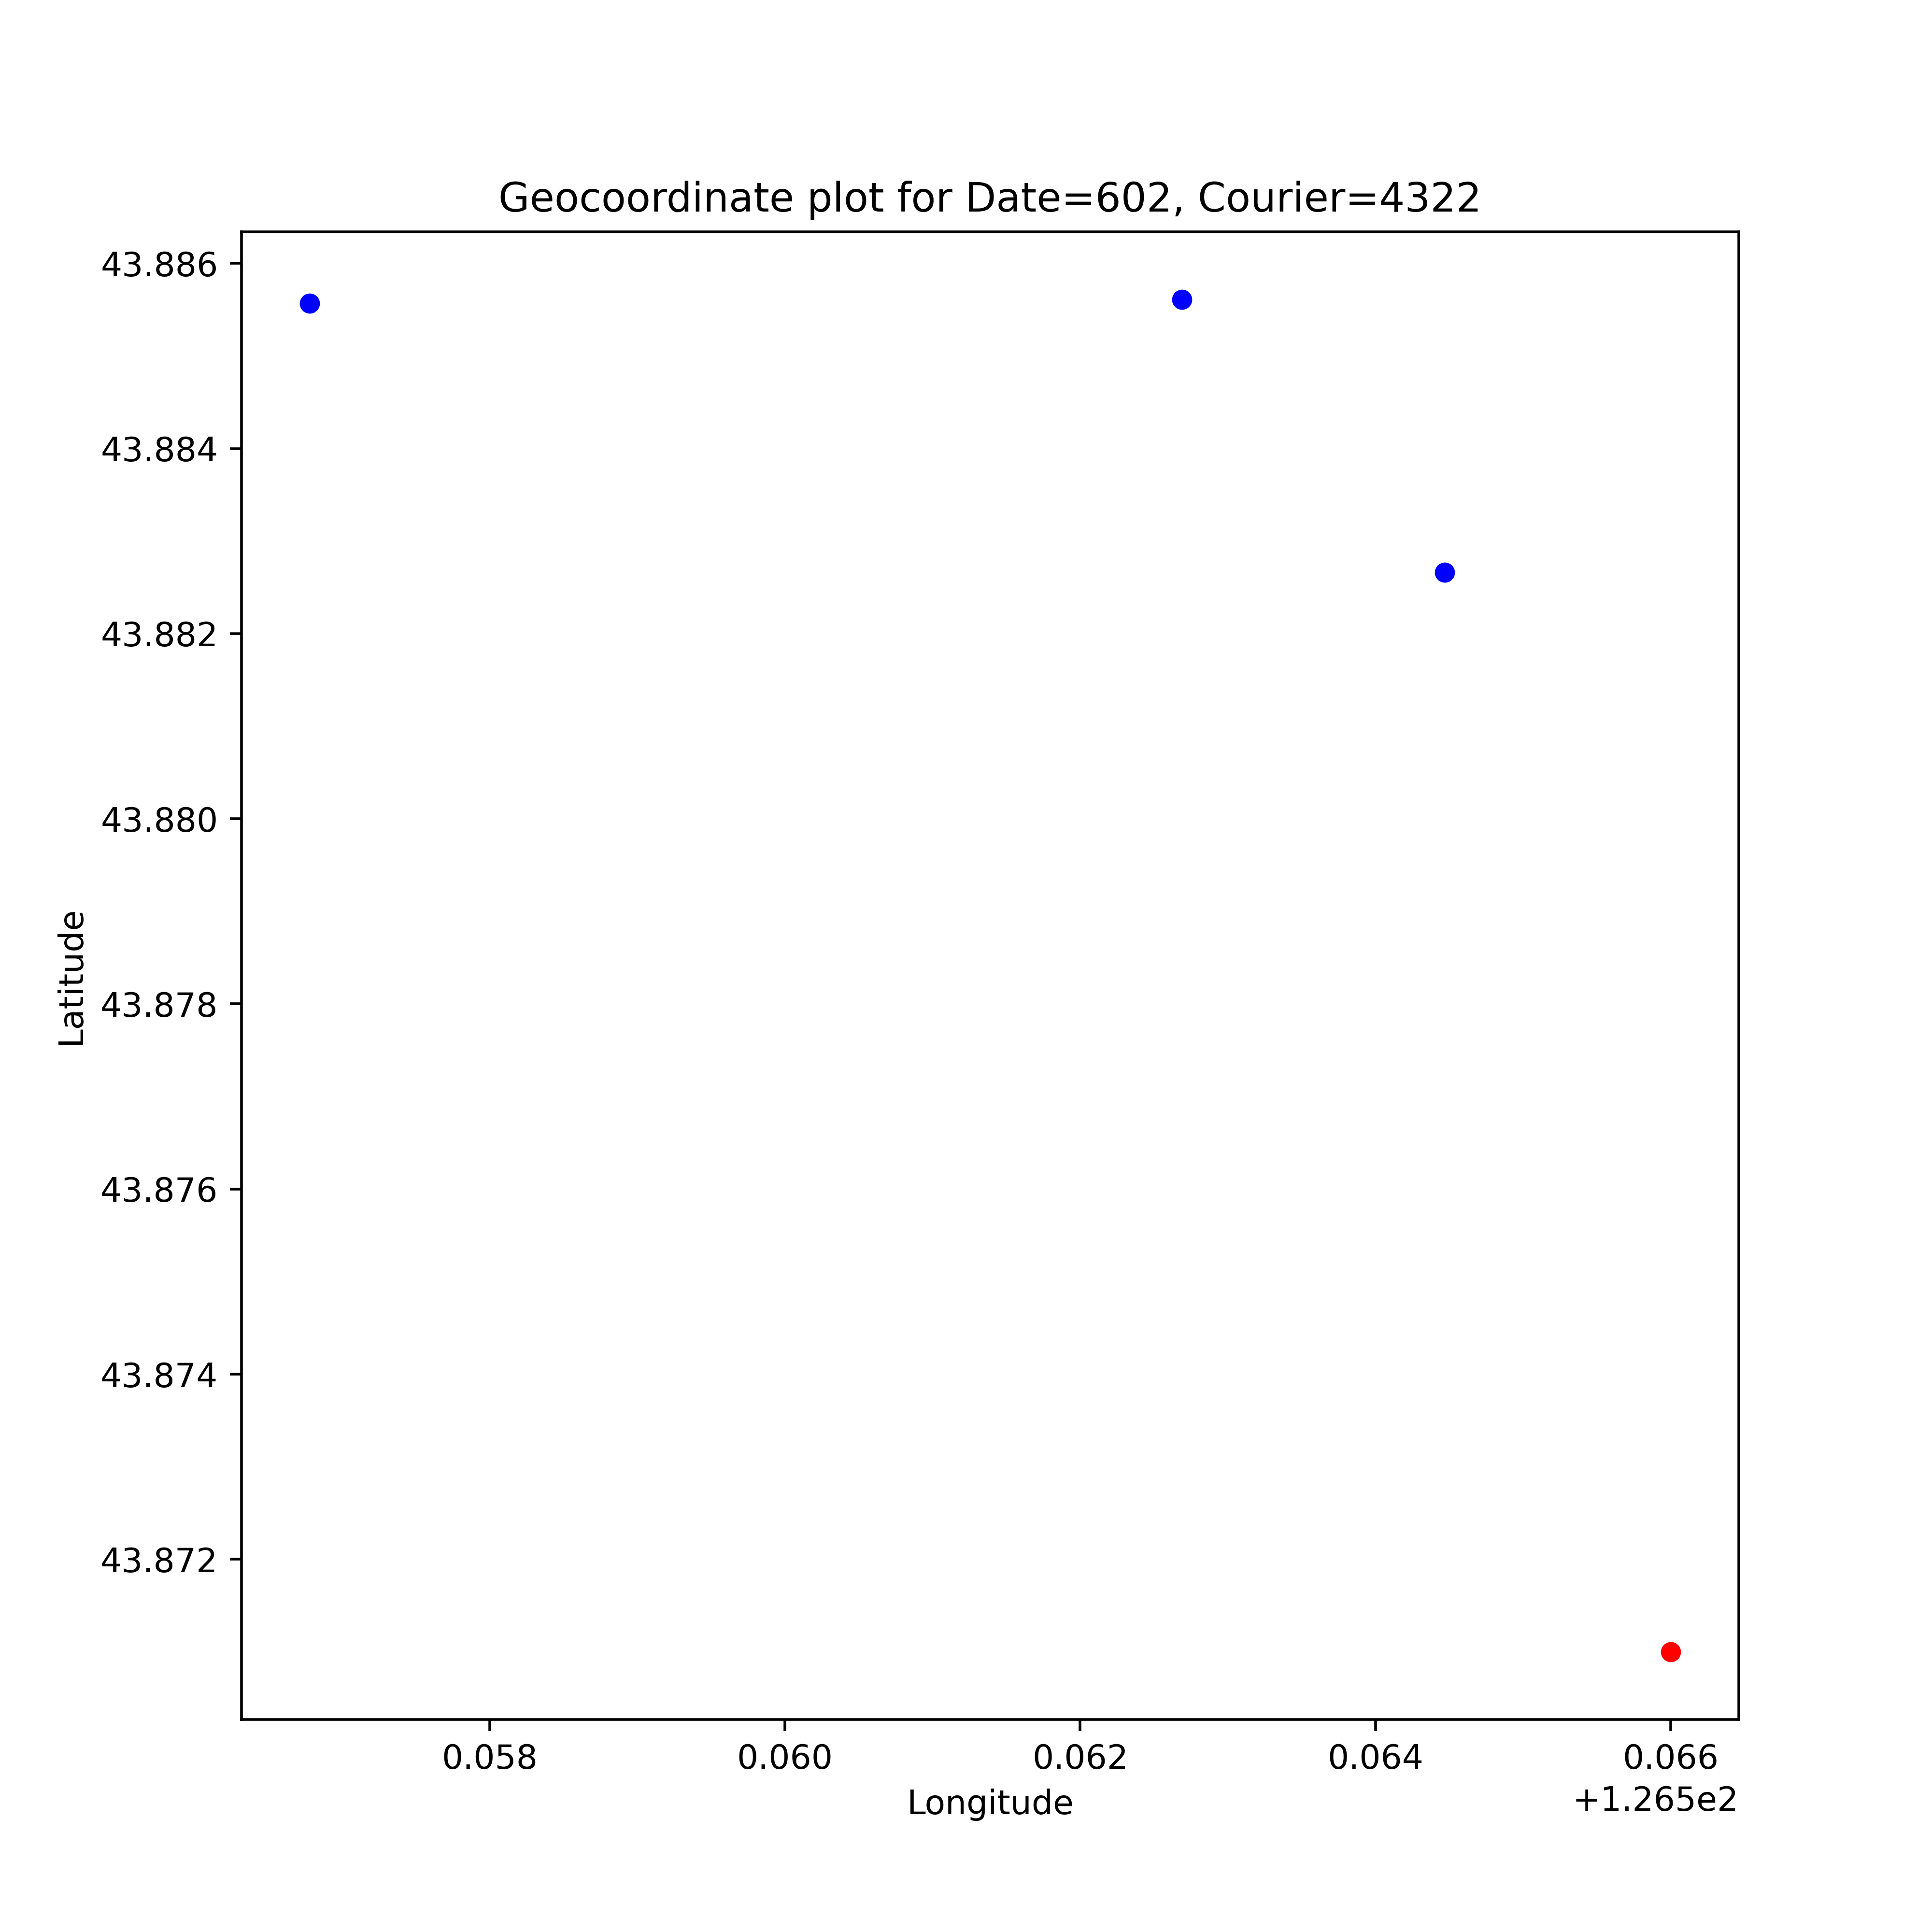 Geocoordinate plot for Date=602, Courier=4322
43.886
43.884
43.882
43.880
43.878
43.876
43.874
43.872
Latitude
0.058 0.060 0.062 0.064 0.066
+1.265e2
Longitude